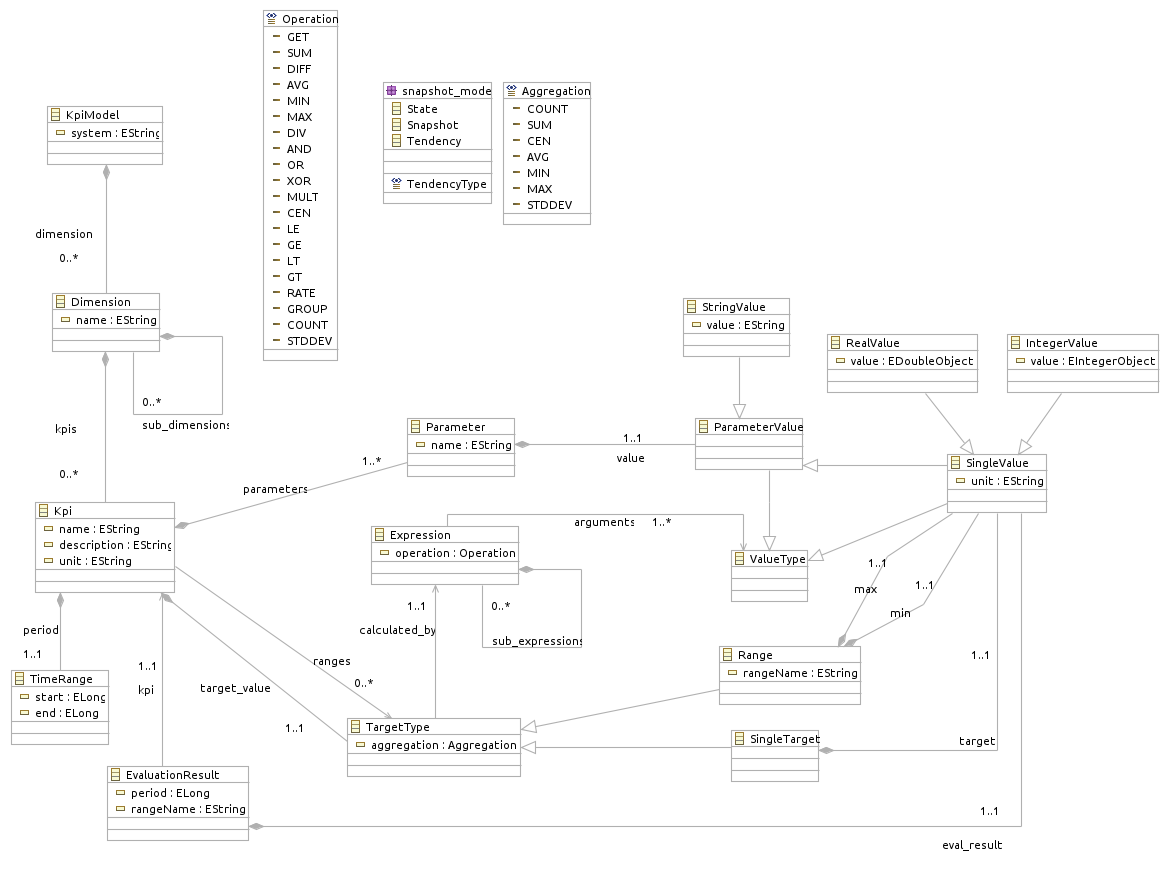 Operation
GET
SUM
DIFF
AVG
MIN
MAX
DIV
AND
OR
XOR
MULT
CEN
LE
GE
LT
GT
RATE
GROUP
COUNT
STDDEV
snapshot_mode
State
Snapshot
Tendency
TendencyType
Aggregation
COUNT
SUM
CEN
AVG
MIN
MAX
STDDEV
KpiModel
system : EString
dimension
0..*
Dimension
name : EString
0..*
sub_dimensions
kpis
0..*
StringValue
value : EString
RealValue
value : EDoubleObject
IntegerValue
value : EIntegerObject
Parameter
name : EString
1..1
value
ParameterValue
SingleValue
unit : EString
1..*
parameters
Kpi
name : EString
description : EString
unit : EString
Expression
operation : Operation
arguments 1..*
ValueType
0..*
sub_expressions
1..1
calculated_by
1..1
max
1..1
min
period
1..1
TimeRange
start : ELong
end : ELong
1..1
kpi
ranges
0..*
target_value
1..1
Range
rangeName : EString
1..1
TargetType
aggregation : Aggregation
SingleTarget
target
EvaluationResult
period : ELong
rangeName : EString
1..1
eval_result